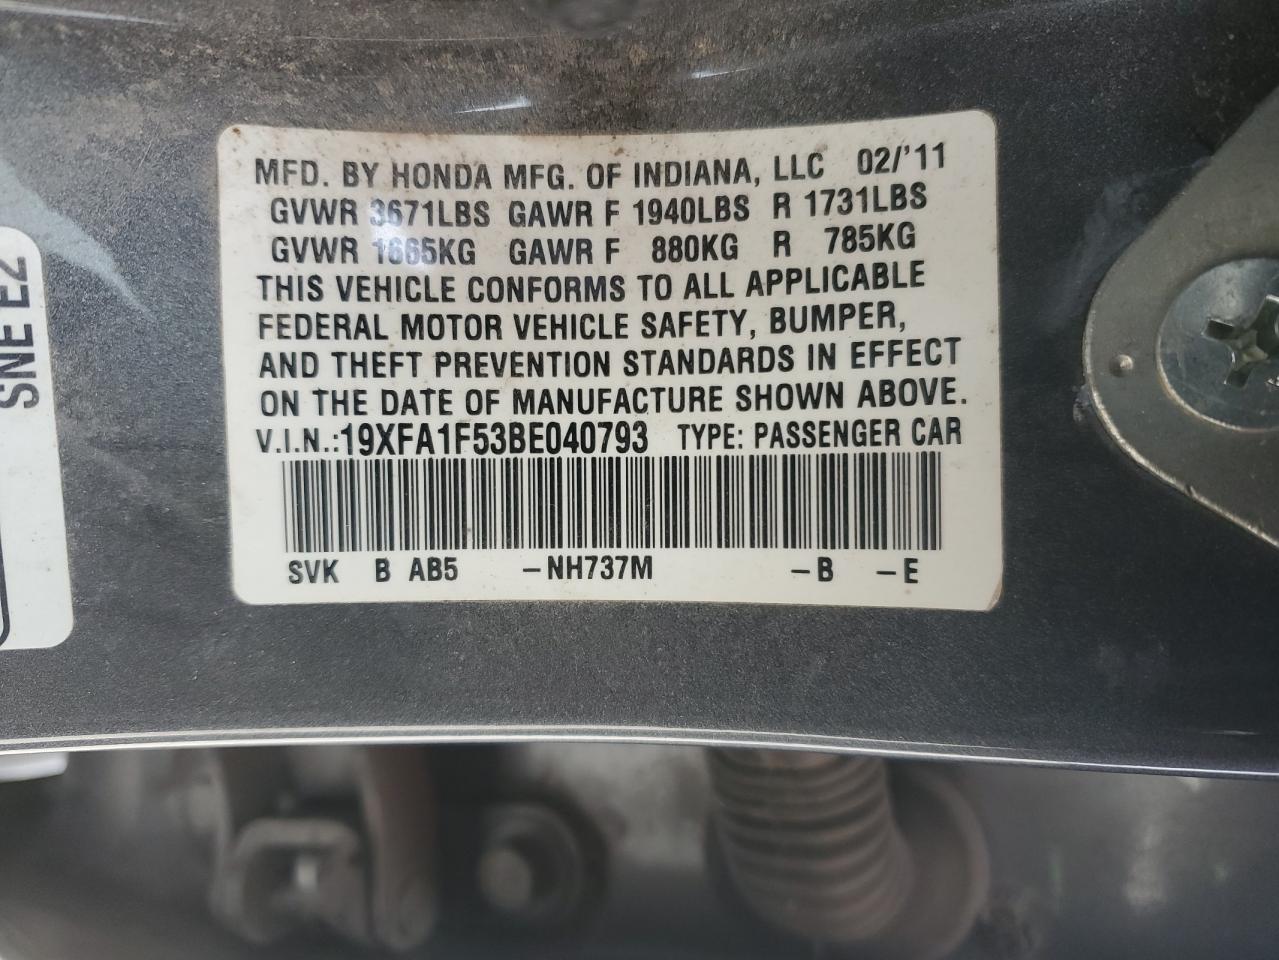 MFD. BY HONDA MFG. OF INDIANA, LLC 02/'11
GVWR 3671LBS GAWR F 1940LBS R 1731LBS
GVWR 1665KG GAWR F 880KG R 785KG
THIS VEHICLE CONFORMS TO ALL APPLICABLE
FEDERAL MOTOR VEHICLE SAFETY, BUMPER,
AND THEFT PREVENTION STANDARDS IN EFFECT
ON THE DATE OF MANUFACTURE SHOWN ABOVE.
V.I.N.:19XFA1F53BE040793 TYPE: PASSENGER CAR
SVK B AB5 -NH737M -B -E
SNE E2